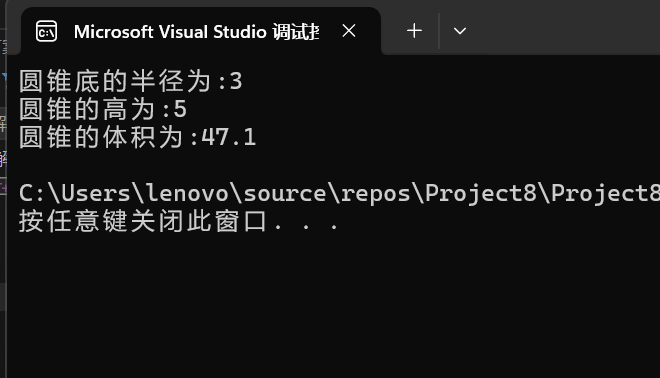 Microsoft Visual Studio 调试
圆锥底的半径为:3
圆锥的高为:5
圆锥的体积为:47.1
C:\Users\lenovo\source\repos\Project8\Project8
按任意键关闭此窗口. . .